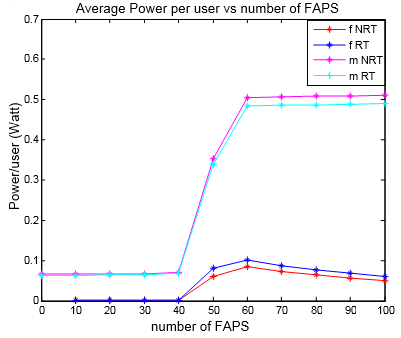 Average Power per user vs number of FAPS
f NRT
f RT
m NRT
m RT
Power/user (Watt)
0.7
0.6
0.5
0.4
0.3
0.2
0.1
0
0 10 20 30 40 50 60 70 80 90 100
number of FAPS